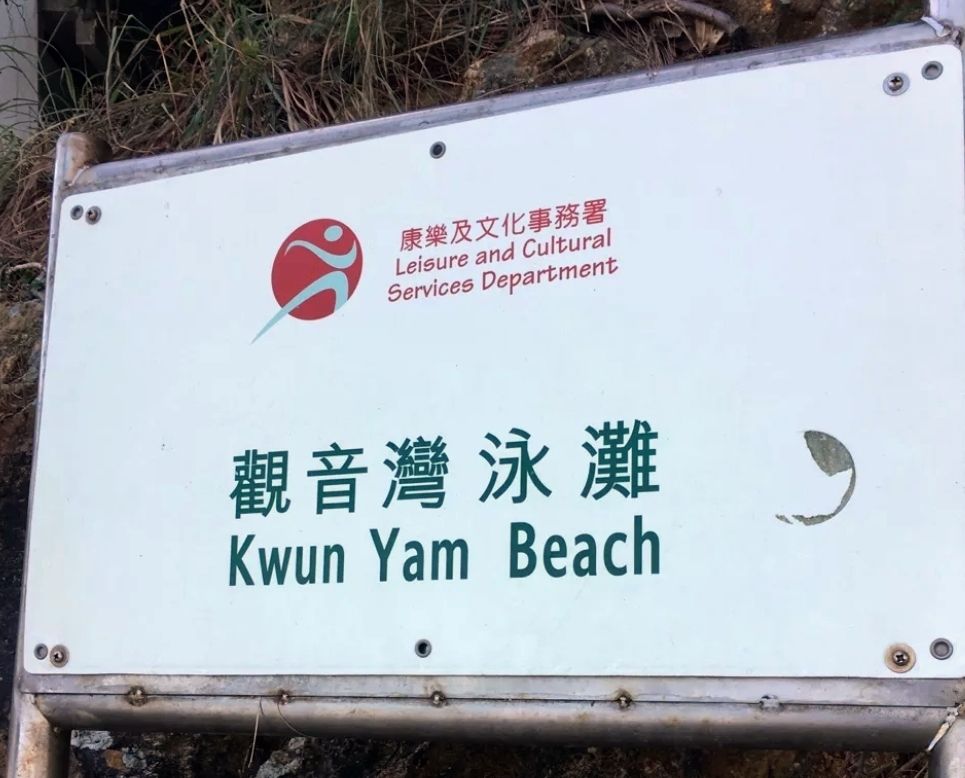 康樂及文化事務署
Leisure and Cultural
Services Department
觀音灣泳灘
Kwun Yam Beach